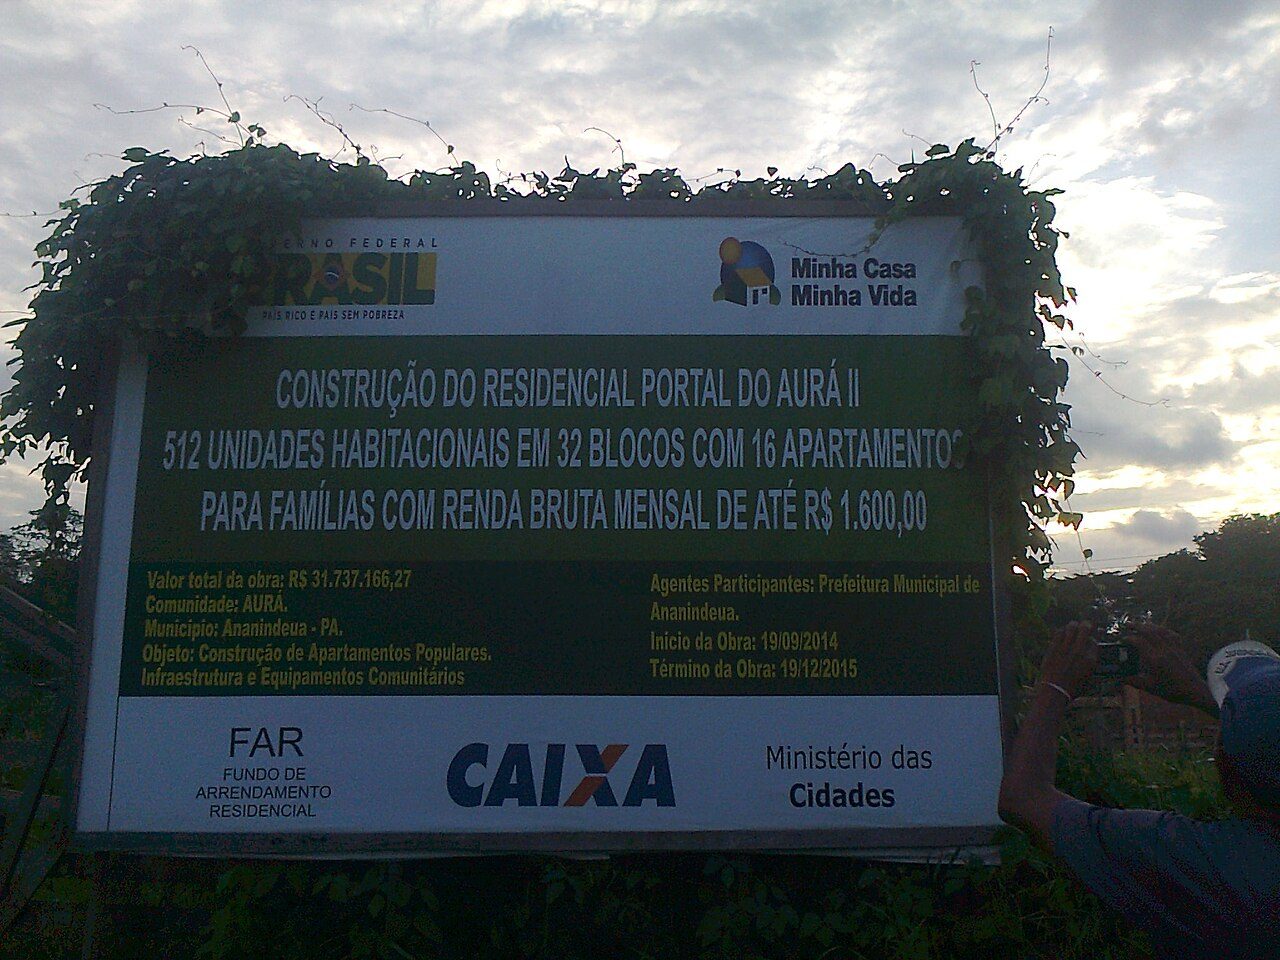 FEDERAL
BRASIL
PAÍS RICO É PAÍS SEM POBREZA
Minha Casa
Minha Vida
CONSTRUÇÃO DO RESIDENCIAL PORTAL DO AURÁ II
512 UNIDADES HABITACIONAIS EM 32 BLOCOS COM 16 APARTAMENTOS
PARA FAMÍLIAS COM RENDA BRUTA MENSAL DE ATÉ R$ 1.600,00
Valor total da obra: R$ 31.737.166,27
Comunidade: AURÁ.
Município: Ananindeua - PA.
Objeto: Construção de Apartamentos Populares.
Infraestrutura e Equipamentos Comunitários
Agentes Participantes: Prefeitura Municipal de
Ananindeua.
Início da Obra: 19/09/2014
Término da Obra: 19/12/2015
FAR
FUNDO DE
ARRENDAMENTO
RESIDENCIAL
CAIXA
Ministério das
Cidades